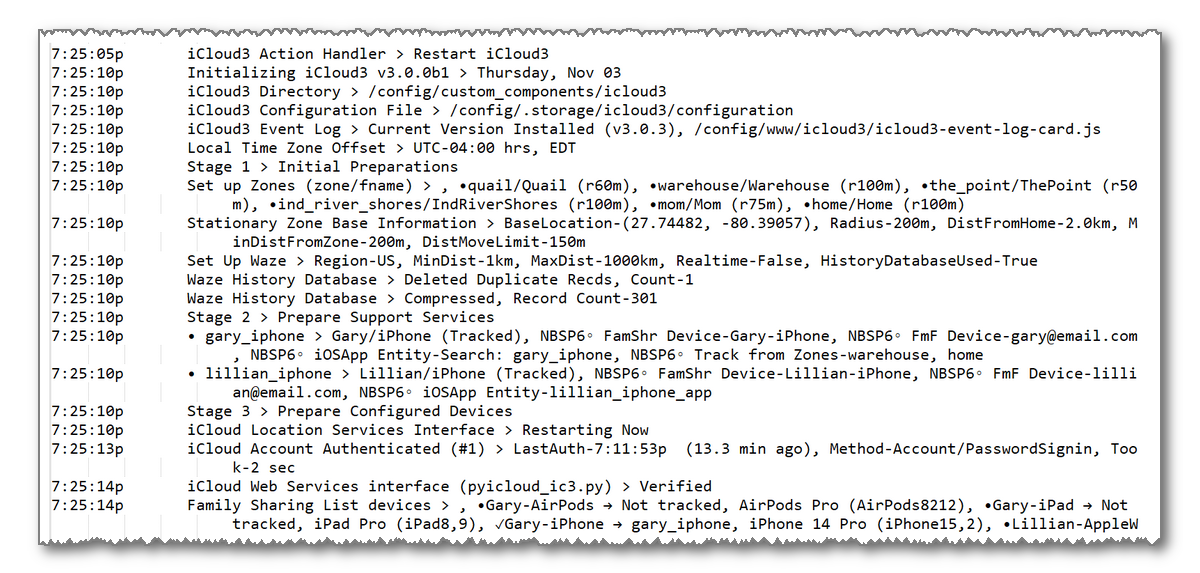 7:25:05p iCloud3 Action Handler > Restart iCloud3
7:25:10p Initializing iCloud3 v3.0.0b1 > Thursday, Nov 03
7:25:10p iCloud3 Directory > /config/custom_components/icloud3
7:25:10p iCloud3 Configuration File > /config/.storage/icloud3/configuration
7:25:10p iCloud3 Event Log > Current Version Installed (v3.0.3), /config/www/icloud3/icloud3-event-log-card.js
7:25:10p Local Time Zone Offset > UTC-04:00 hrs, EDT
7:25:10p Stage 1 > Initial Preparations
7:25:10p Set up Zones (zone/fname) > , •quail/Quail (r60m), •warehouse/Warehouse (r100m), •the_point/ThePoint (r50
m), •ind_river_shores/IndRiverShores (r100m), •mom/Mom (r75m), •home/Home (r100m)
7:25:10p Stationary Zone Base Information > BaseLocation-(27.74482, -80.39057), Radius-200m, DistFromHome-2.0km, M
inDistFromZone-200m, DistMoveLimit-150m
7:25:10p Set Up Waze > Region-US, MinDist-1km, MaxDist-1000km, Realtime-False, HistoryDatabaseUsed-True
7:25:10p Waze History Database > Deleted Duplicate Recds, Count-1
7:25:10p Waze History Database > Compressed, Record Count-301
7:25:10p Stage 2 > Prepare Support Services
7:25:10p • gary_iphone > Gary/iPhone (Tracked), NBSP6◦ FamShr Device-Gary-iPhone, NBSP6◦ FmF Device-gary@email.com
, NBSP6◦ iOSApp Entity-Search: gary_iphone, NBSP6◦ Track from Zones-warehouse, home
7:25:10p • lillian_iphone > Lillian/iPhone (Tracked), NBSP6◦ FamShr Device-Lillian-iPhone, NBSP6◦ FmF Device-lilli
an@email.com, NBSP6◦ iOSApp Entity-lillian_iphone_app
7:25:10p Stage 3 > Prepare Configured Devices
7:25:10p iCloud Location Services Interface > Restarting Now
7:25:13p iCloud Account Authenticated (#1) > LastAuth-7:11:53p  (13.3 min ago), Method-Account/PasswordSignin, Too
k-2 sec
7:25:14p iCloud Web Services interface (pyicloud_ic3.py) > Verified
7:25:14p Family Sharing List devices > , •Gary-AirPods → Not tracked, AirPods Pro (AirPods8212), •Gary-iPad → Not
tracked, iPad Pro (iPad8,9), ✓Gary-iPhone → gary_iphone, iPhone 14 Pro (iPhone15,2), •Lillian-AppleW